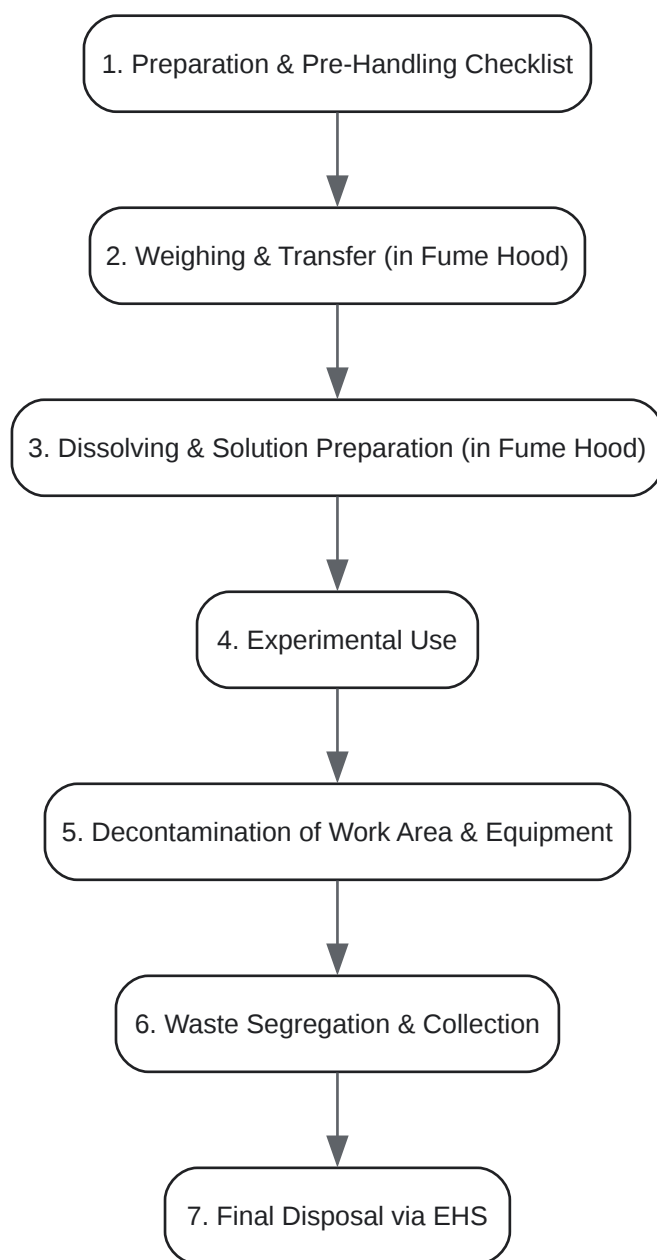 1. Preparation & Pre-Handling Checklist
2. Weighing & Transfer (in Fume Hood)
3. Dissolving & Solution Preparation (in Fume Hood)
4. Experimental Use
5. Decontamination of Work Area & Equipment
6. Waste Segregation & Collection
7. Final Disposal via EHS